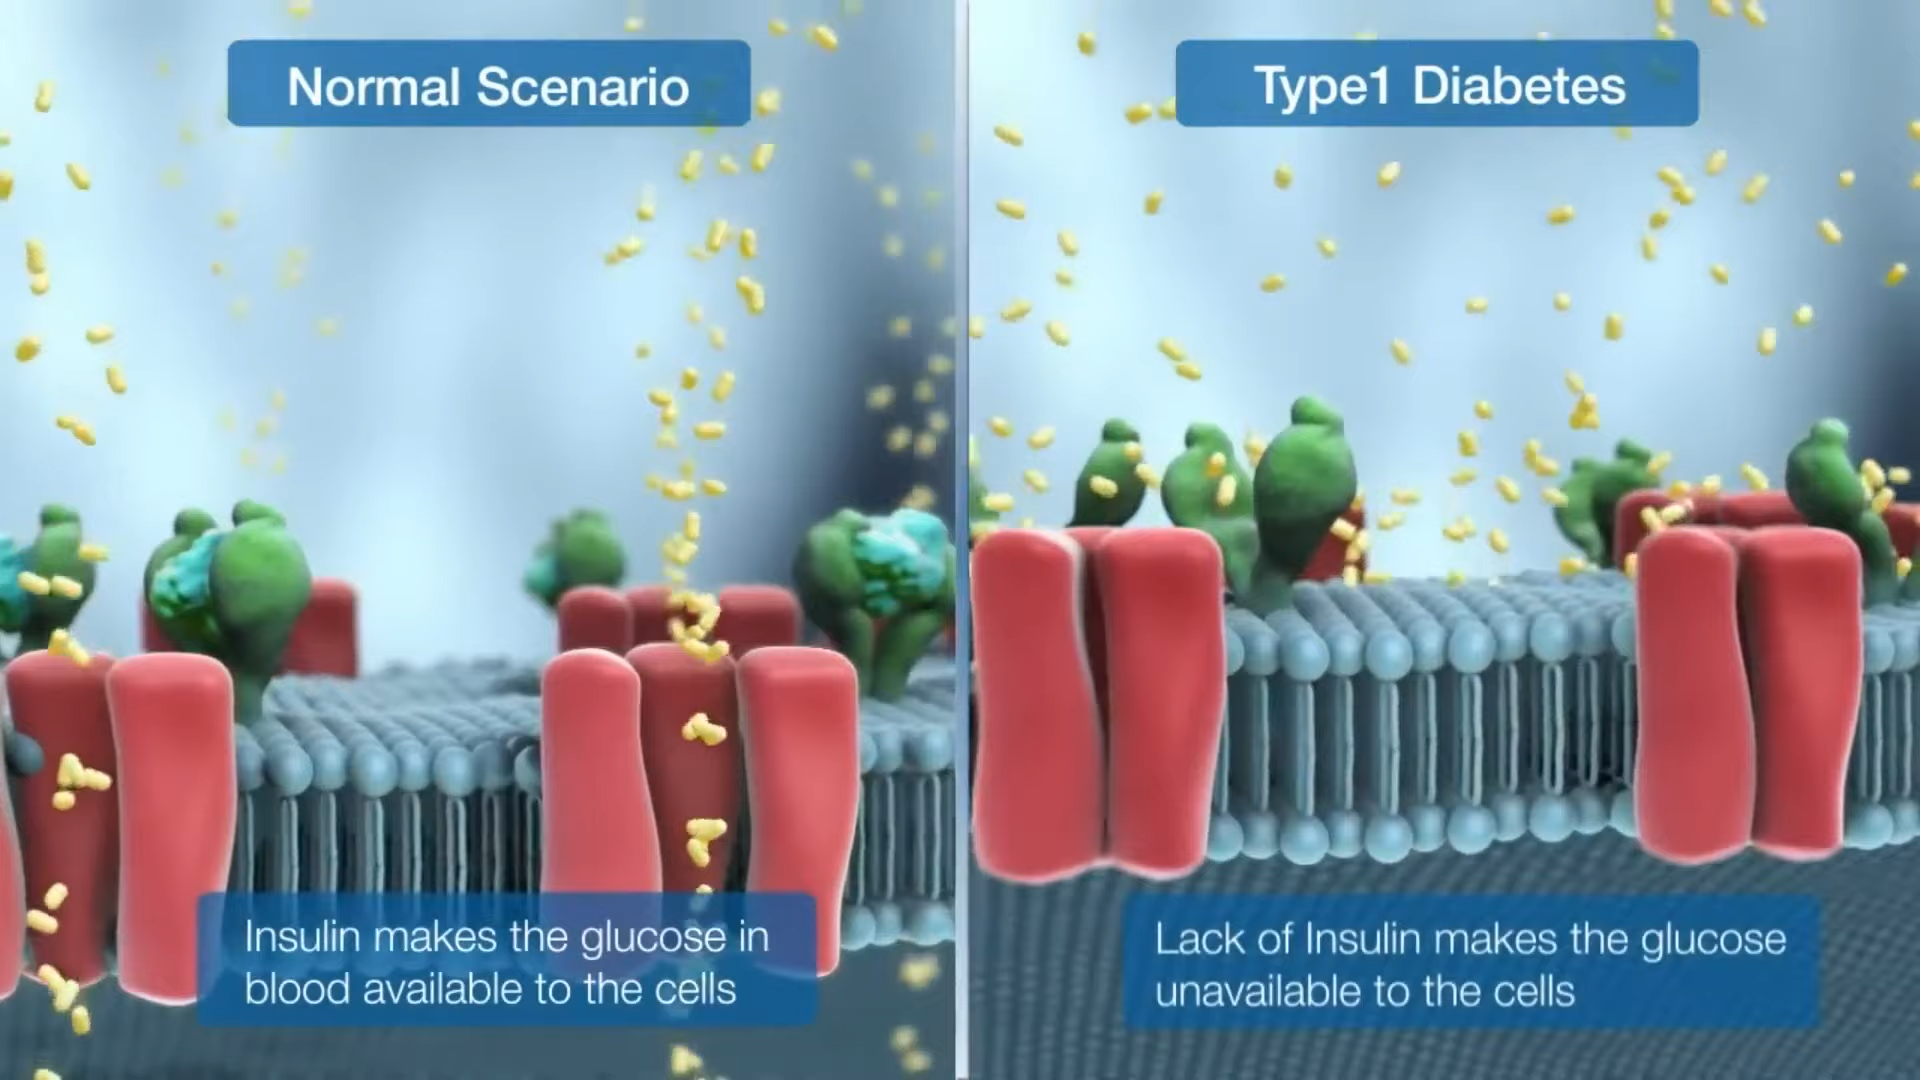 Normal Scenario
Type1 Diabetes
Insulin makes the glucose in
blood available to the cells
Lack of Insulin makes the glucose
unavailable to the cells